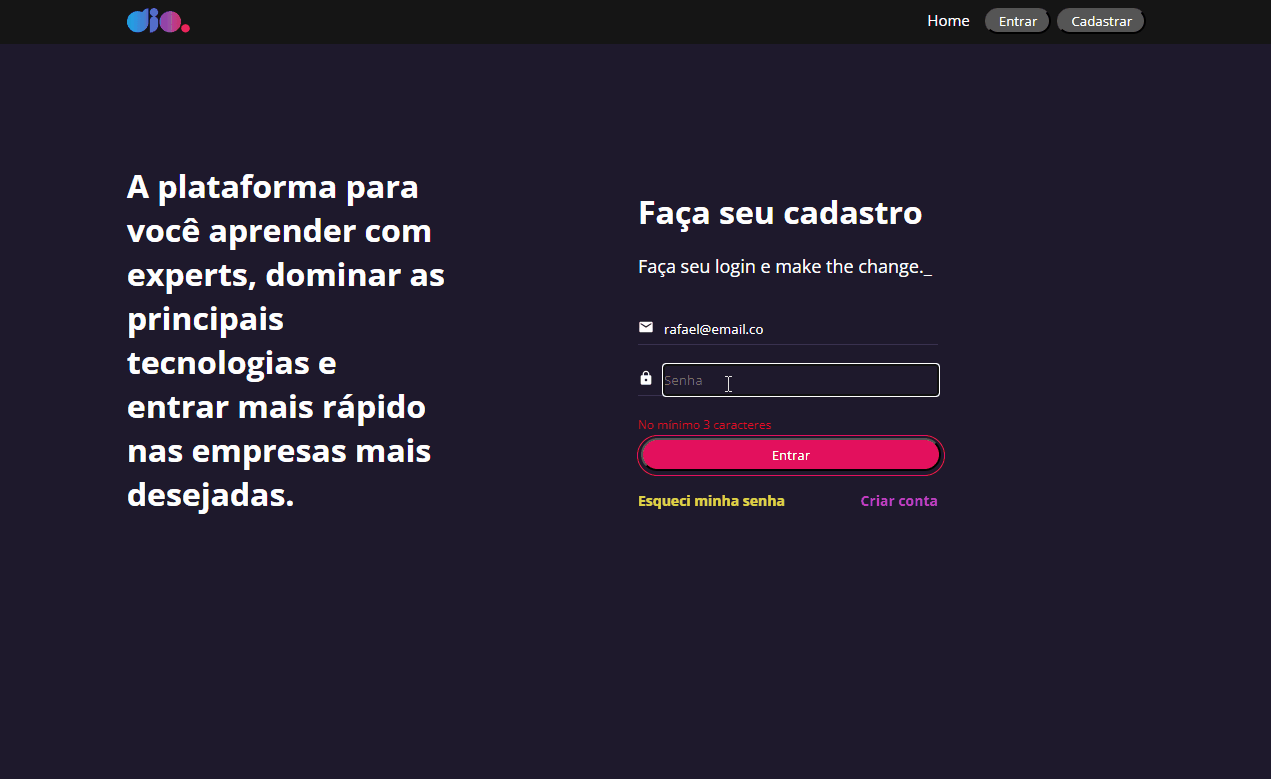 dio.
Home
Entrar
Cadastrar
A plataforma para
você aprender com
experts, dominar as
principais
tecnologias e
entrar mais rápido
nas empresas mais
desejadas.
Faça seu cadastro
Faça seu login e make the change._
rafael@email.co
Senha
No mínimo 3 caracteres
Entrar
Esqueci minha senha
Criar conta